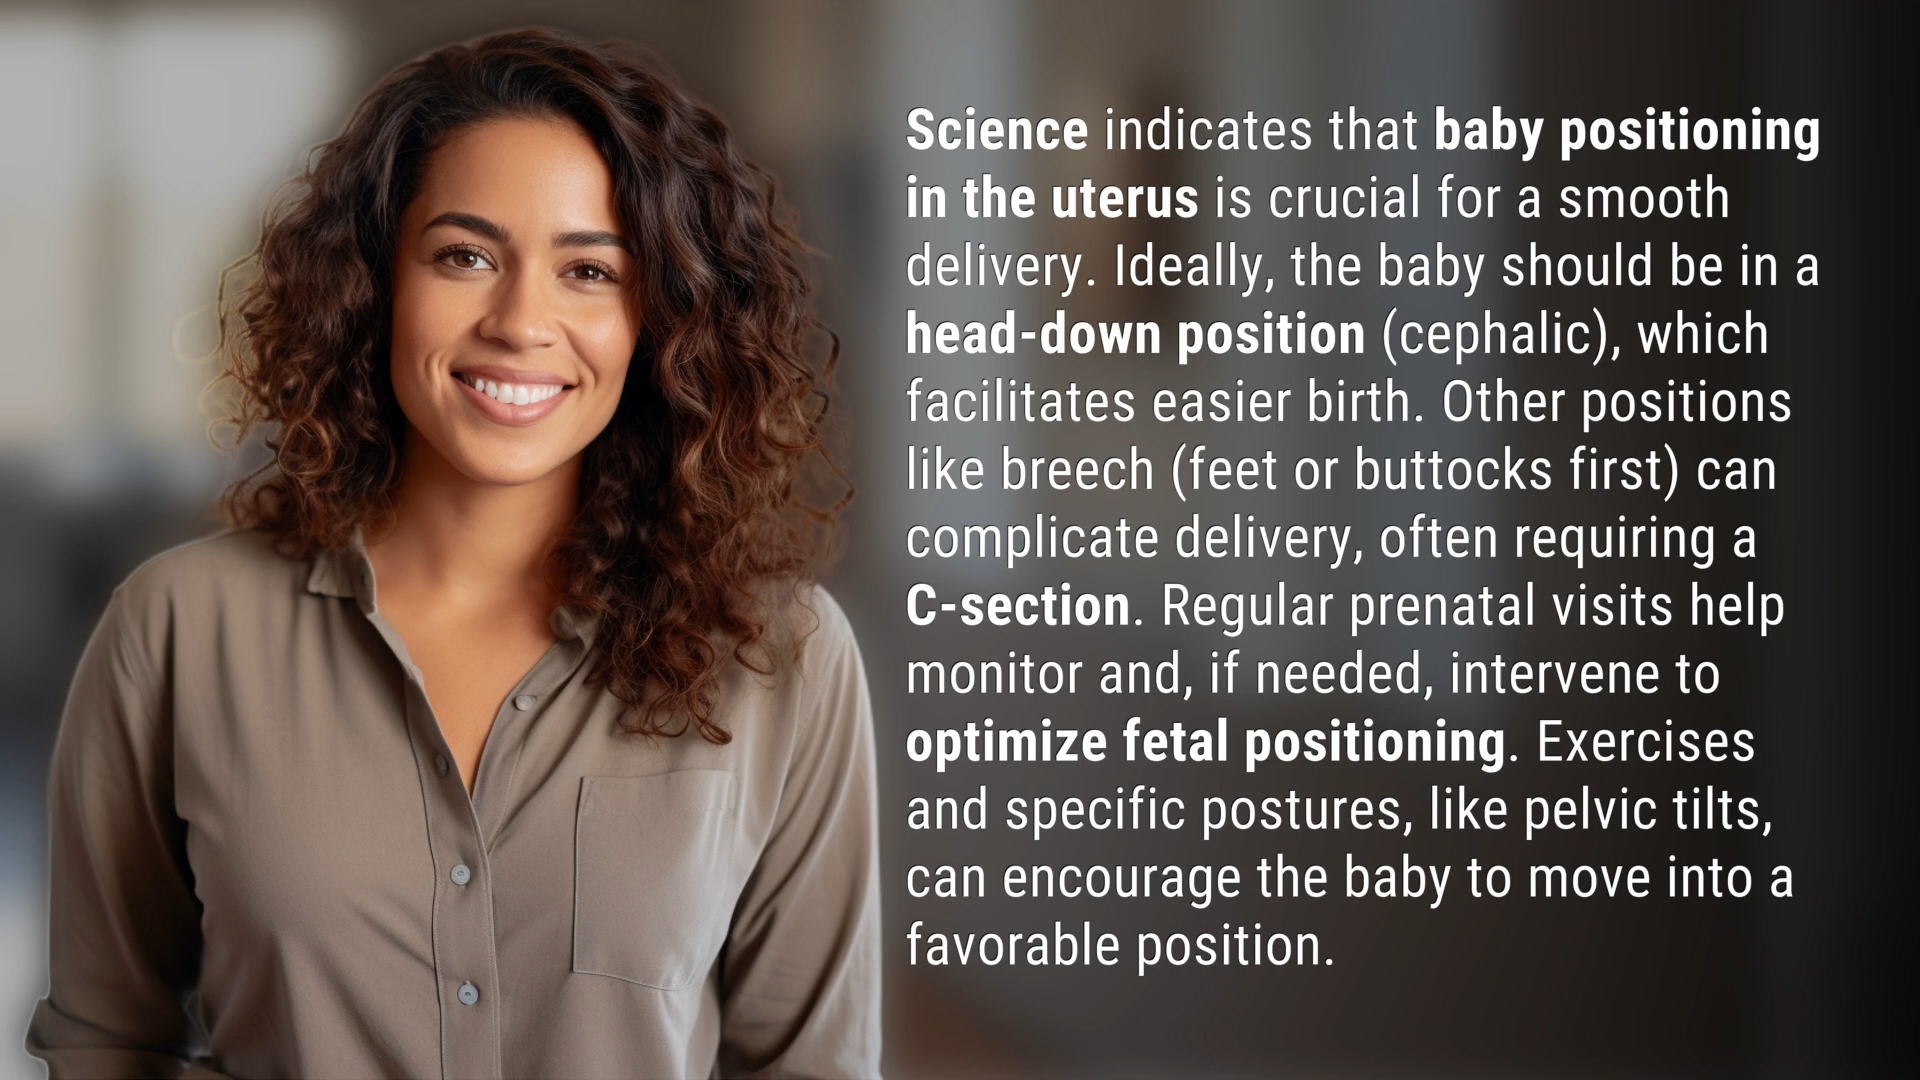 Science indicates that baby positioning
in the uterus is crucial for a smooth
delivery. Ideally, the baby should be in a
head-down position (cephalic), which
facilitates easier birth. Other positions
like breech (feet or buttocks first) can
complicate delivery, often requiring a
C-section. Regular prenatal visits help
monitor and, if needed, intervene to
optimize fetal positioning. Exercises
and specific postures, like pelvic tilts,
can encourage the baby to move into a
favorable position.